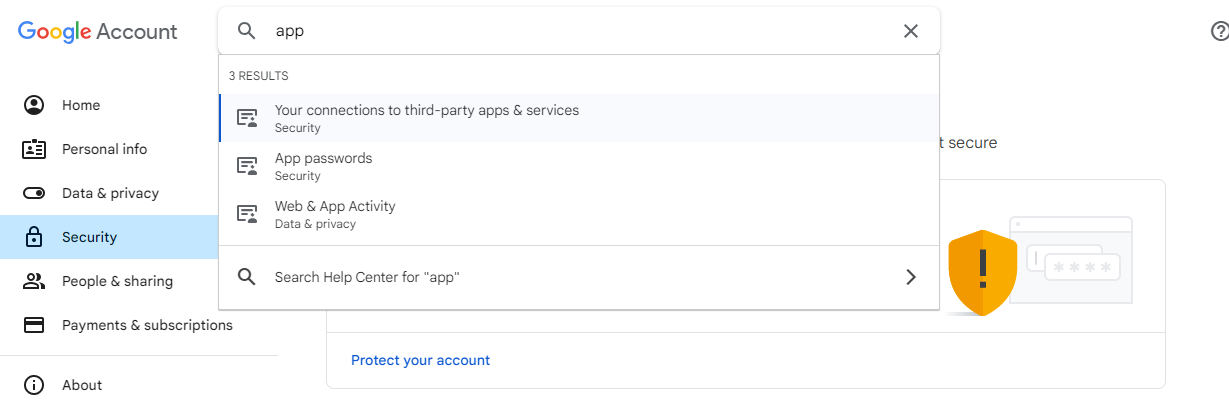 Google Account
app
3 RESULTS
Your connections to third-party apps & services
Security
App passwords
Security
Web & App Activity
Data & privacy
Search Help Center for "app"
Home
Personal info
Data & privacy
Security
People & sharing
Payments & subscriptions
About
t secure
Protect your account